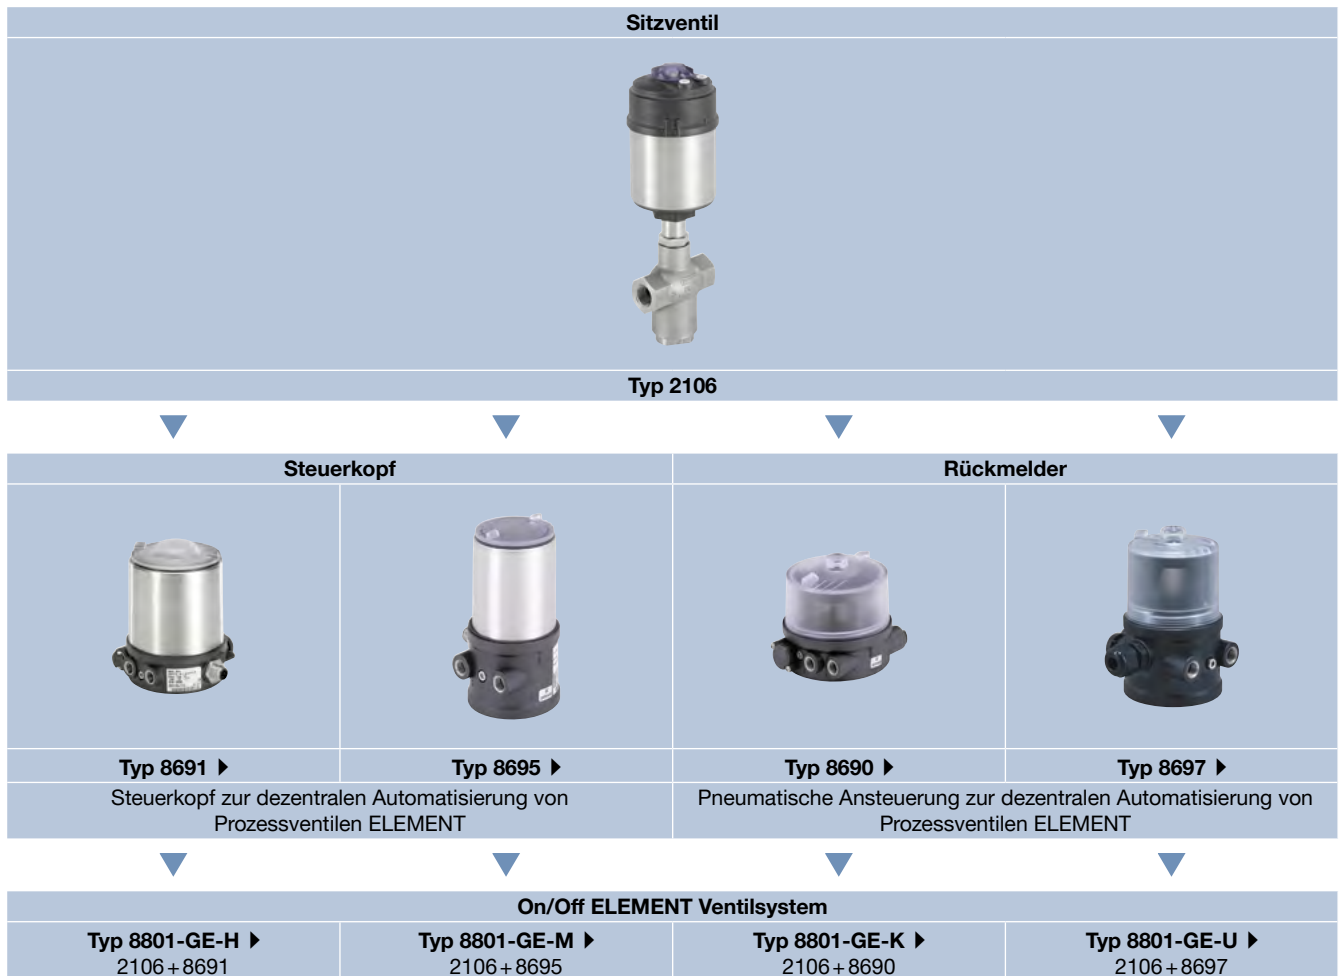 Sitzventil
Typ 2106
Steuerkopf
Rückmelder
Typ 8691 ▶
Typ 8695 ▶
Typ 8690 ▶
Typ 8697 ▶
Steuerkopf zur dezentralen Automatisierung von
Prozessventilen ELEMENT
Pneumatische Ansteuerung zur dezentralen Automatisierung von
Prozessventilen ELEMENT
On/Off ELEMENT Ventilsystem
Typ 8801-GE-H ▶
2106+8691
Typ 8801-GE-M ▶
2106+8695
Typ 8801-GE-K ▶
2106+8690
Typ 8801-GE-U ▶
2106+8697